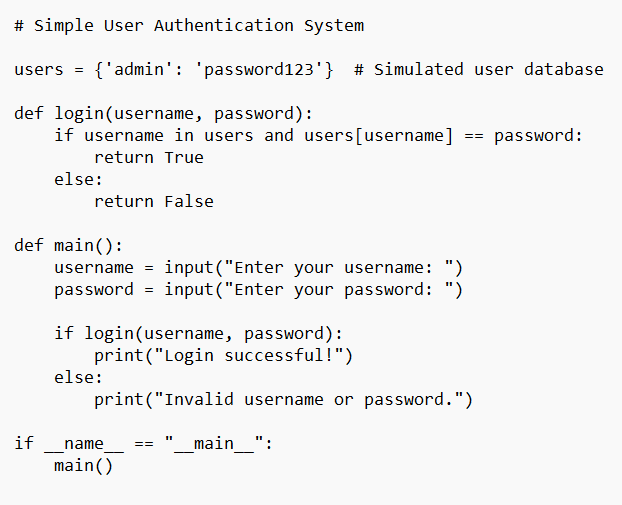 # Simple User Authentication System
users = {'admin': 'password123'}  # Simulated user database
def login(username, password):
    if username in users and users[username] == password:
        return True
    else:
        return False
def main():
    username = input("Enter your username: ")
    password = input("Enter your password: ")
    if login(username, password):
        print("Login successful!")
    else:
        print("Invalid username or password.")
if __name__ == "__main__":
    main()